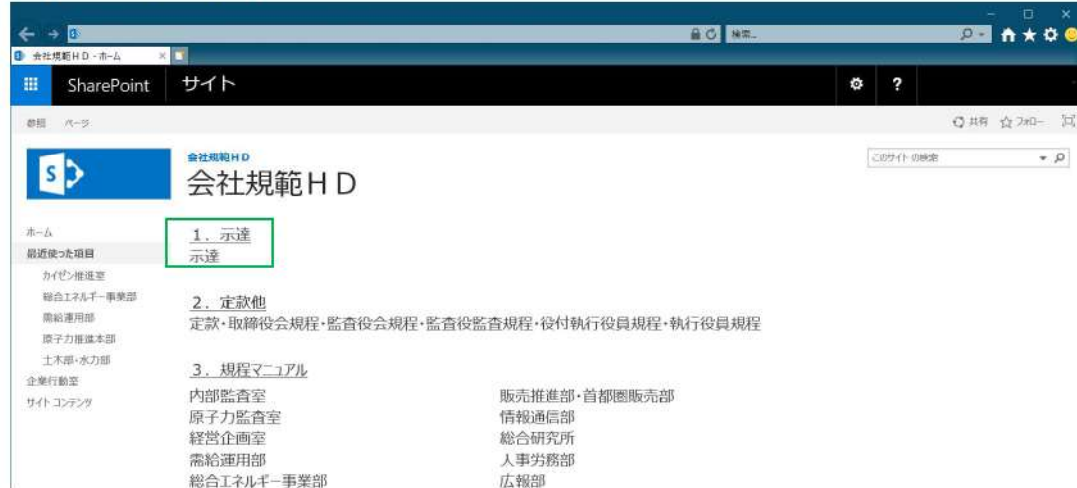 検索...
会社規範HD - ホーム
SharePoint サイト
参照 ページ
共有 フォロー
会社規範HD
このサイトの検索
S
会社規範HD
ホーム
最近使った項目
カイゼン推進室
総合エネルギー事業部
需給運用部
原子力推進本部
土木部・水力部
企業行動室
サイト コンテンツ
1. 示達
示達
2. 定款他
定款・取締役会規程・監査役会規程・監査役監査規程・役付執行役員規程・執行役員規程
3. 規程マニュアル
内部監査室 販売推進部・首都圏販売部
原子力監査室 情報通信部
経営企画室 総合研究所
需給運用部 人事労務部
総合エネルギー事業部 広報部